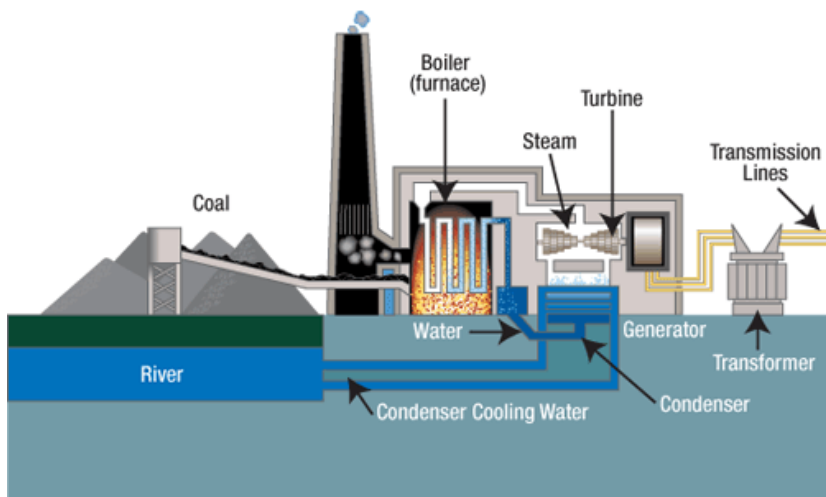 Boiler
(furnace)
Turbine
Steam
Transmission
Lines
Coal
Water
Generator
Transformer
River
Condenser
Condenser Cooling Water